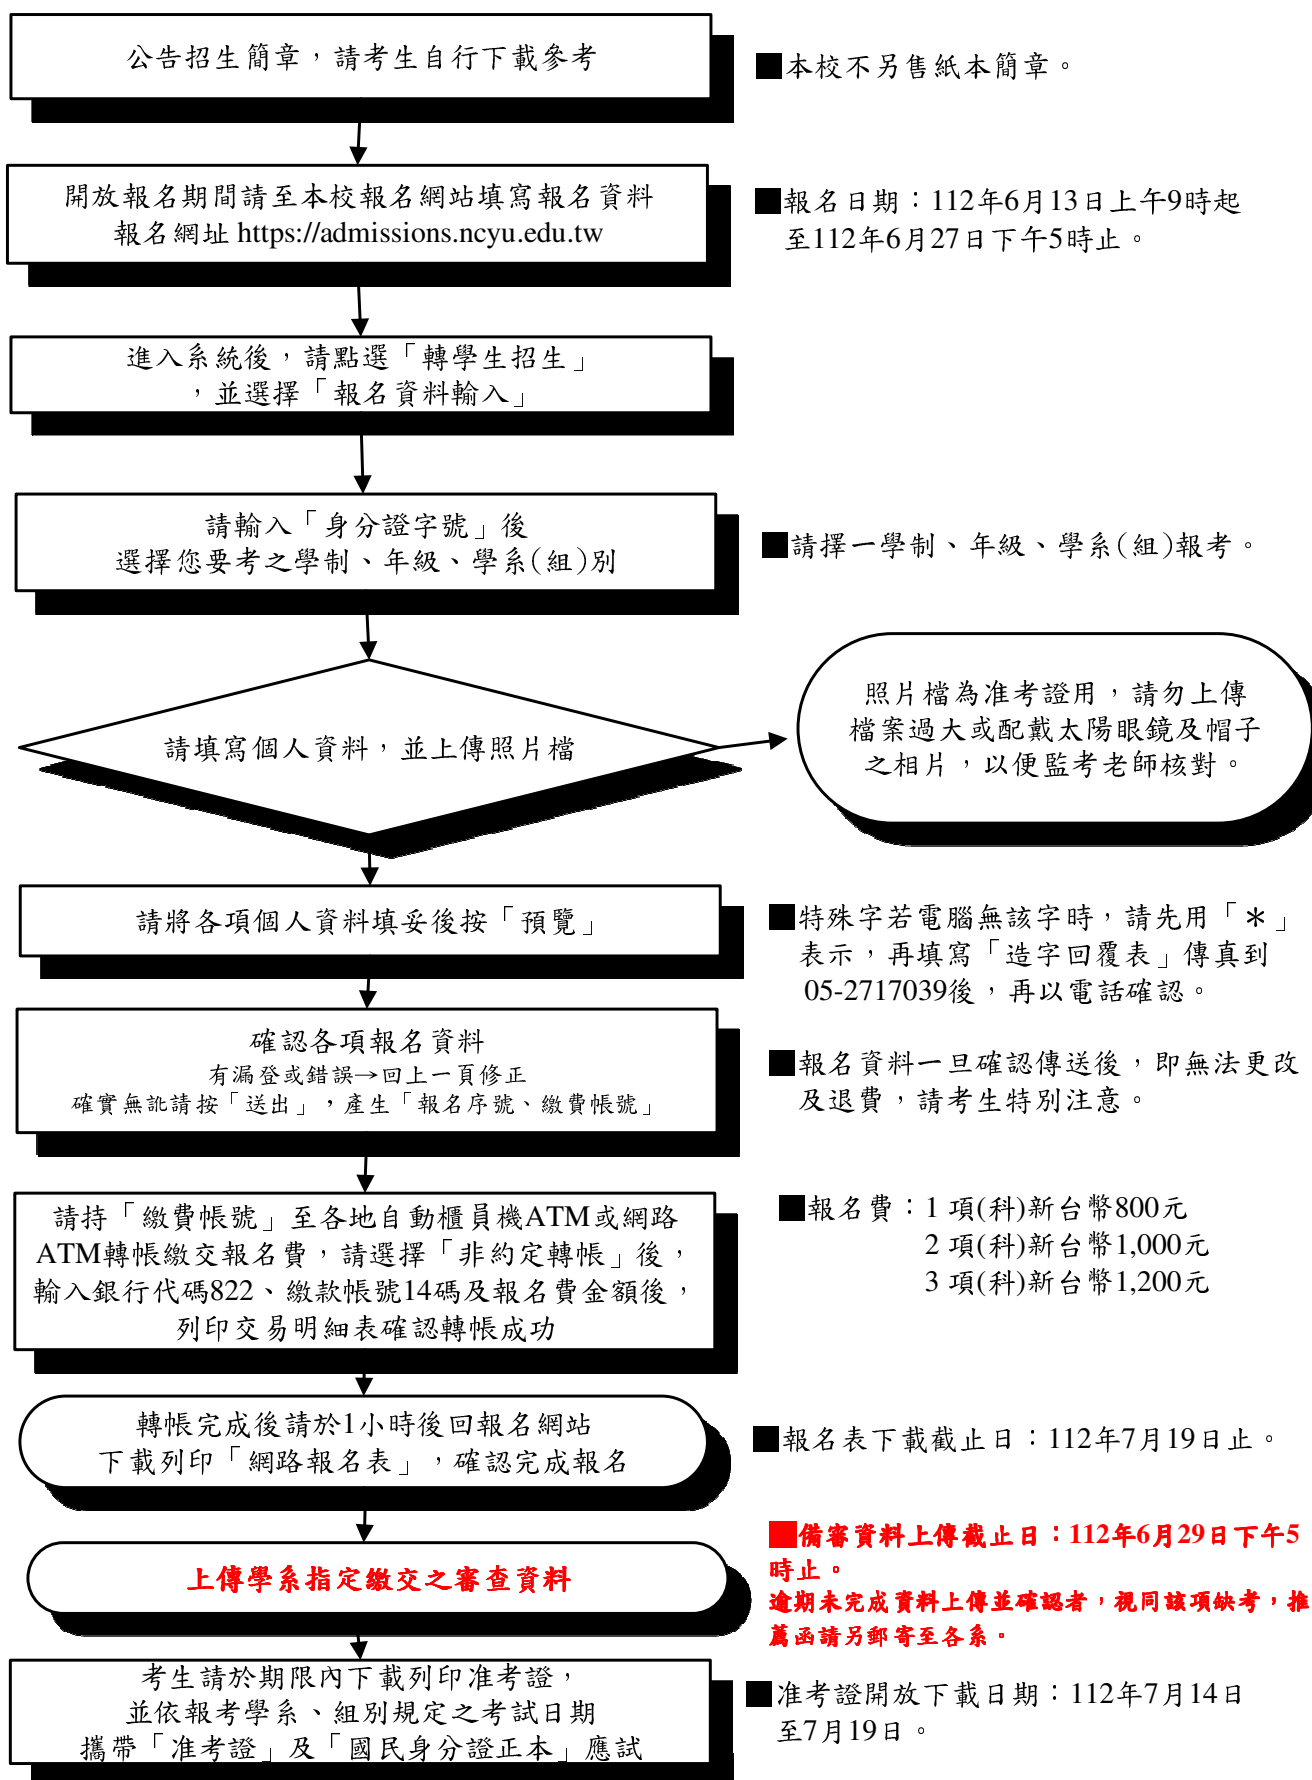 公告招生簡章，請考生自行下載參考
■本校不另售紙本簡章。
開放報名期間請至本校報名網站填寫報名資料
報名網址 https://admissions.ncyu.edu.tw
■報名日期：112年6月13日上午9時起
至112年6月27日下午5時止。
進入系統後，請點選「轉學生招生」
，並選擇「報名資料輸入」
請輸入「身分證字號」後
選擇您要考之學制、年級、學系(組)別
■請擇一學制、年級、學系(組)報考。
請填寫個人資料，並上傳照片檔
照片檔為准考證用，請勿上傳
檔案過大或配戴太陽眼鏡及帽子
之相片，以便監考老師核對。
請將各項個人資料填妥後按「預覽」
■特殊字若電腦無該字時，請先用「＊」
表示，再填寫「造字回覆表」傳真到
05-2717039後，再以電話確認。
確認各項報名資料
有漏登或錯誤→回上一頁修正
確實無訛請按「送出」，產生「報名序號、繳費帳號」
■報名資料一旦確認傳送後，即無法更改
及退費，請考生特別注意。
請持「繳費帳號」至各地自動櫃員機ATM或網路
ATM轉帳繳交報名費，請選擇「非約定轉帳」後，
輸入銀行代碼822、繳款帳號14碼及報名費金額後，
列印交易明細表確認轉帳成功
■報名費：1 項(科)新台幣800元
2 項(科)新台幣1,000元
3 項(科)新台幣1,200元
轉帳完成後請於1小時後回報名網站
下載列印「網路報名表」，確認完成報名
■報名表下載截止日：112年7月19日止。
上傳學系指定繳交之審查資料
■備審資料上傳截止日：112年6月29日下午5
時止。
逾期未完成資料上傳並確認者，視同該項缺考，推
薦函請另郵寄至各系。
考生請於期限內下載列印准考證，
並依報考學系、組別規定之考試日期
攜帶「准考證」及「國民身分證正本」應試
■准考證開放下載日期：112年7月14日
至7月19日。